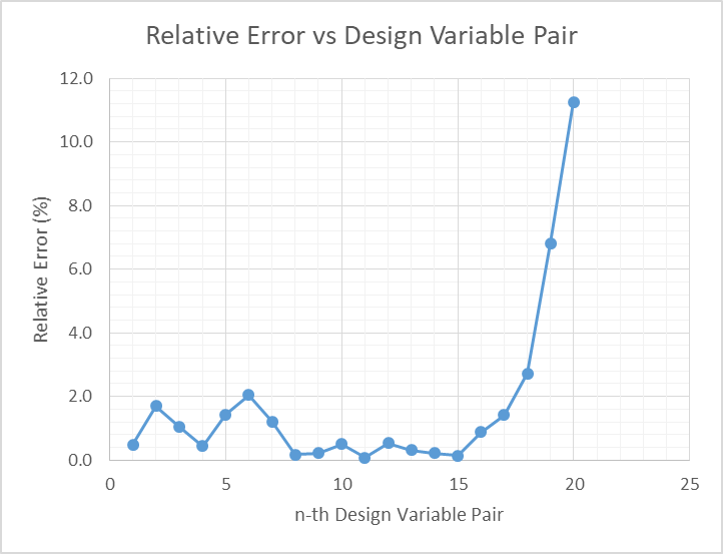 Relative Error vs Design Variable Pair
Relative Error (%)
12.0
10.0
8.0
6.0
4.0
2.0
0.0
0 5 10 15 20 25
n-th Design Variable Pair